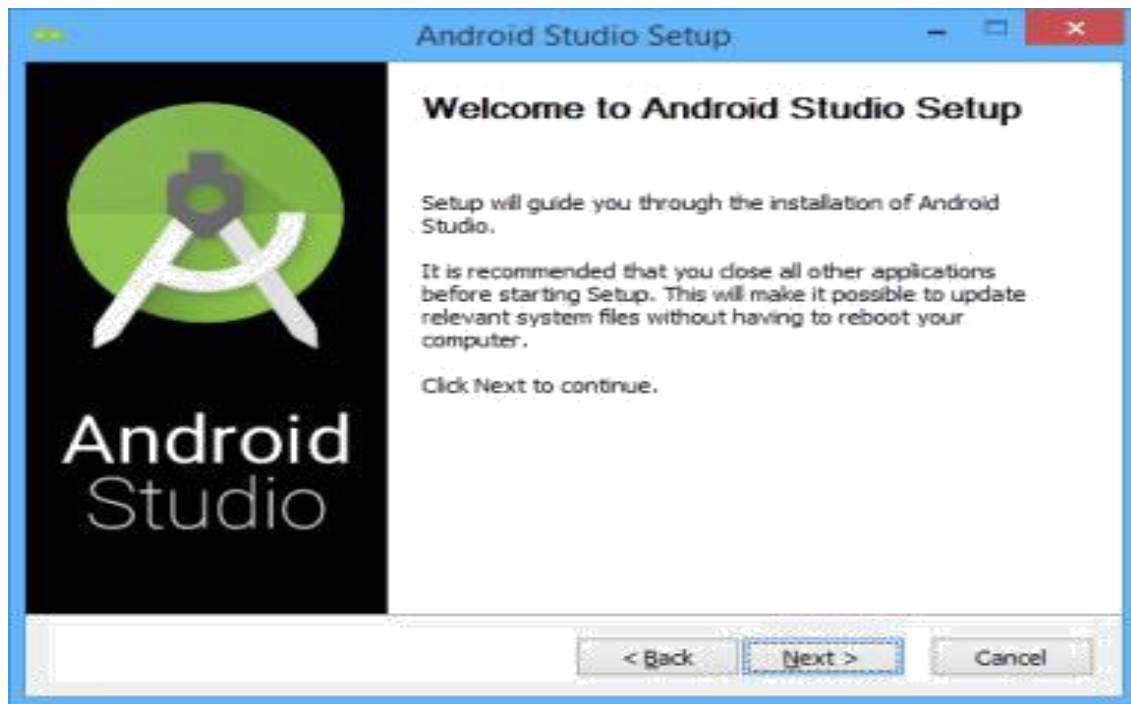 Android Studio Setup
Welcome to Android Studio Setup
Setup will guide you through the installation of Android
Studio.
It is recommended that you close all other applications
before starting Setup. This will make it possible to update
relevant system files without having to reboot your
computer.
Click Next to continue.
Android
Studio
< Back Next > Cancel